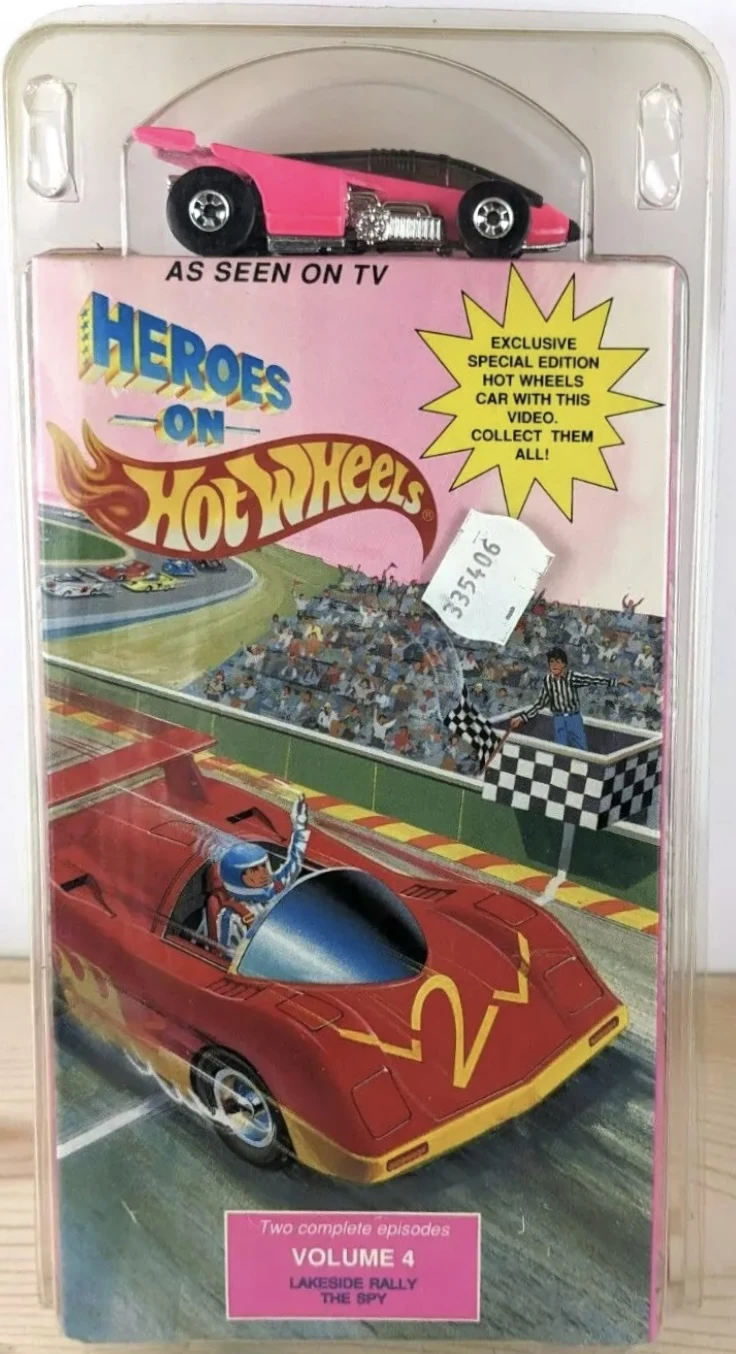 AS SEEN ON TV
HEROES
ON
HOT WHEELS®
EXCLUSIVE
SPECIAL EDITION
HOT WHEELS
CAR WITH THIS
VIDEO.
COLLECT THEM
ALL!
335406
2
Two complete episodes
VOLUME 4
LAKESIDE RALLY
THE SPY